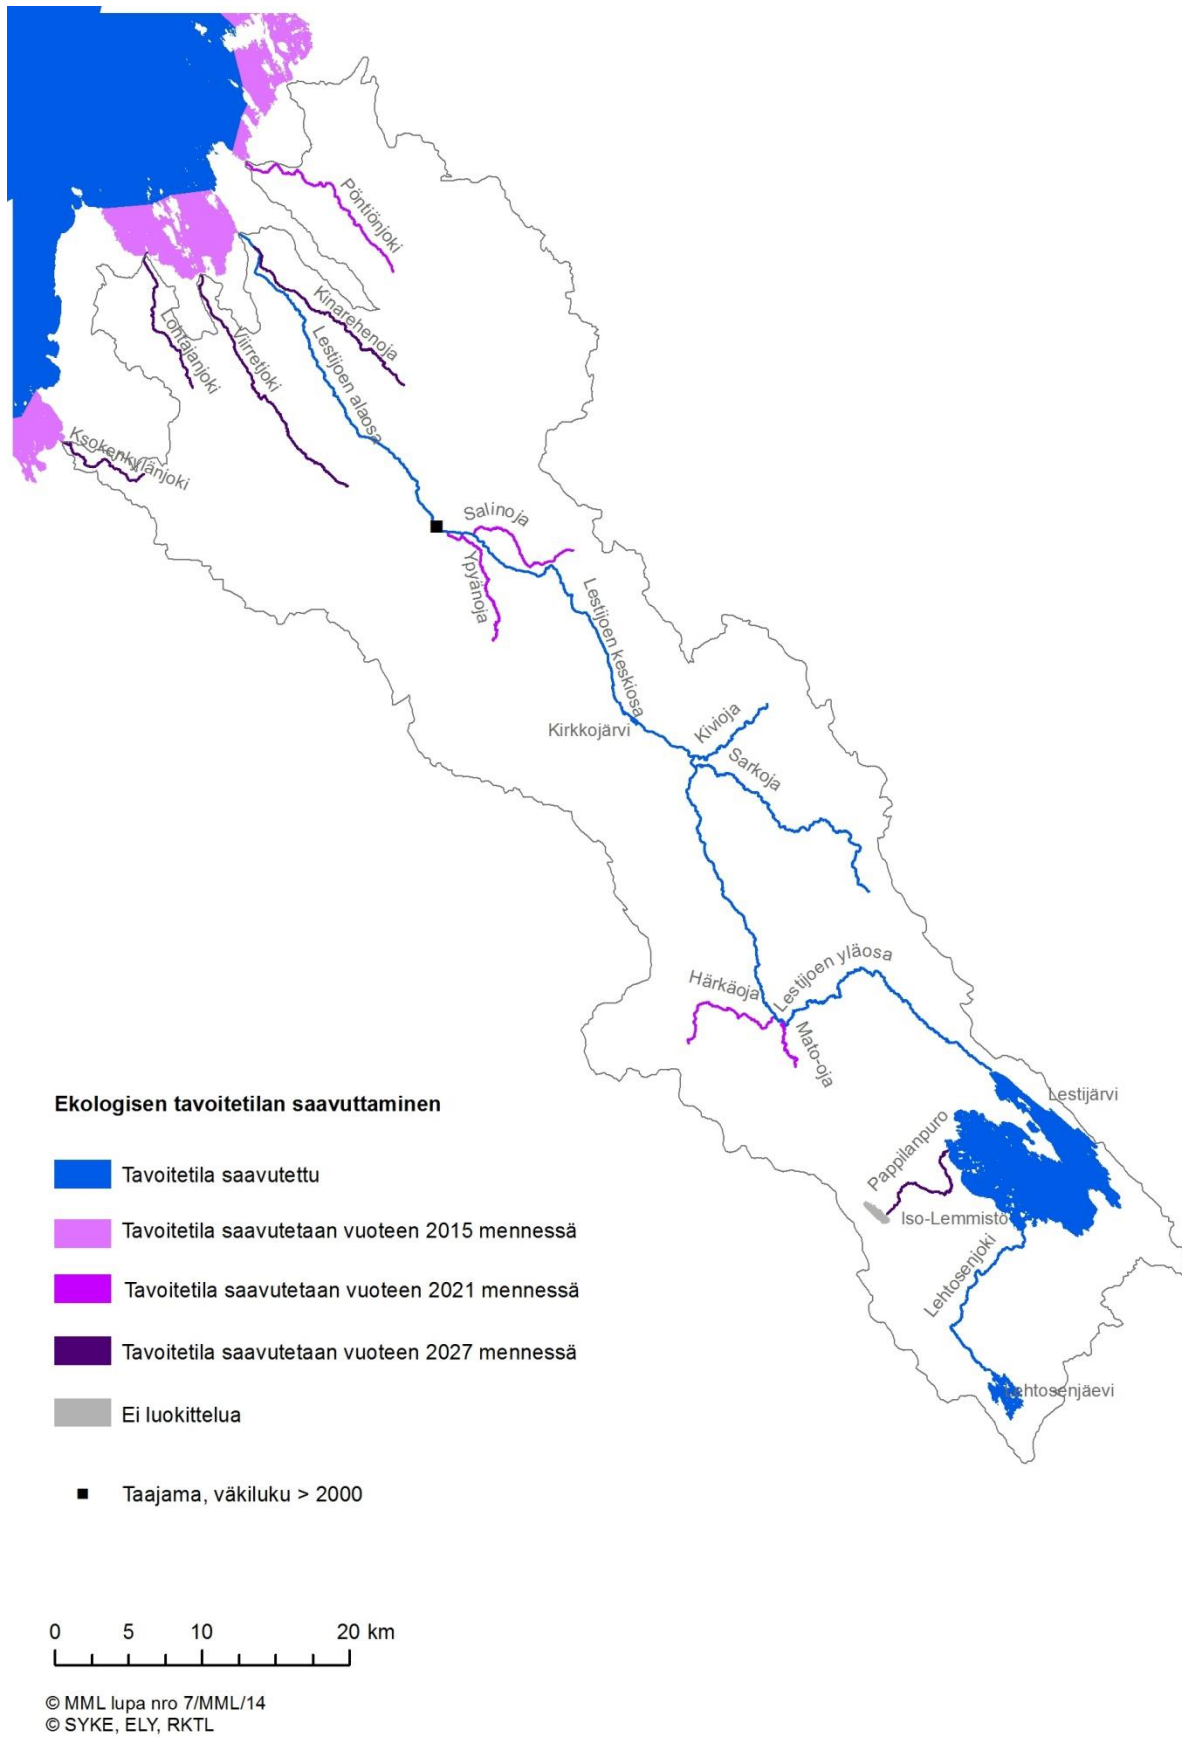 Pöntiönjoki
Kinarehenoja
Lohtajanjoki
Viirretjoki
Lestijoen alaosa
Ksokenkylänjoki
Salinoja
Ypyänoja
Lestijoen keskiosa
Kirkkojärvi
Kivioja
Sarkoja
Härkäoja
Lestijoen yläosa
Mato-oja
Lestijärvi
Pappilanpuro
Iso-Lemmistö
Lehtosenjoki
Lehtosenjäevi
Ekologisen tavoitetilan saavuttaminen
Tavoitetila saavutettu
Tavoitetila saavutetaan vuoteen 2015 mennessä
Tavoitetila saavutetaan vuoteen 2021 mennessä
Tavoitetila saavutetaan vuoteen 2027 mennessä
Ei luokittelua
Taajama, väkiluku > 2000
0 5 10 20 km
© MML lupa nro 7/MML/14
© SYKE, ELY, RKTL